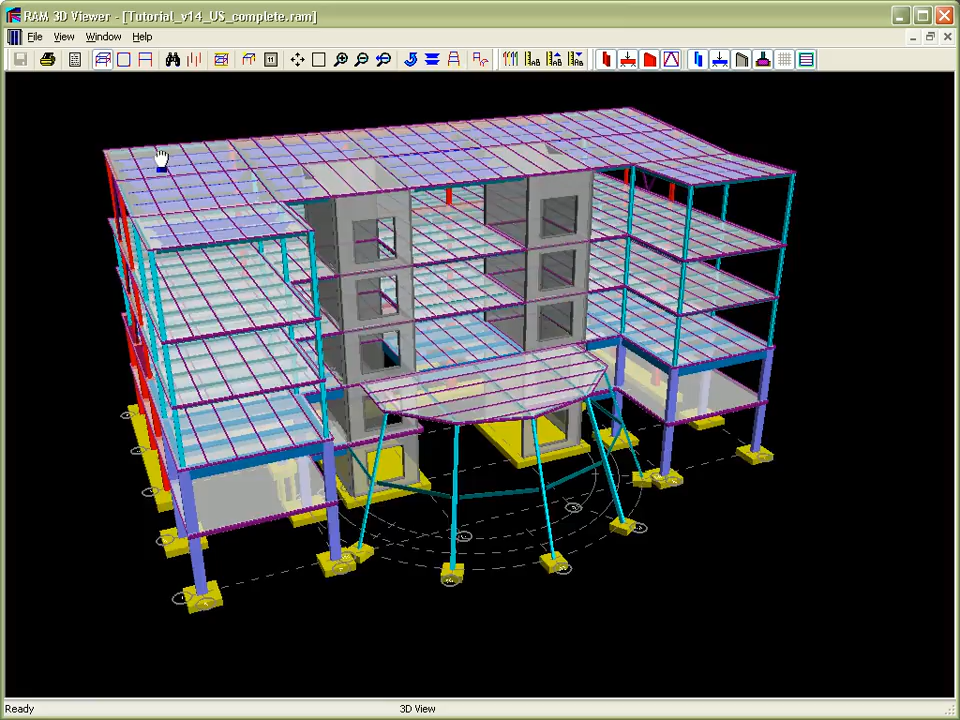 RAM 3D Viewer - [Tutorial_v14_US_complete.ram]
File View Window Help
Ready 3D View